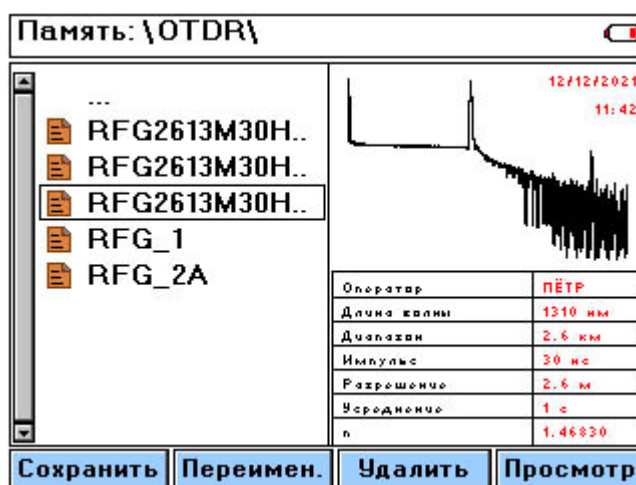 Память: \OTDR\
...
RFG2613M30H..
RFG2613M30H..
RFG2613M30H..
RFG_1
RFG_2A
12/12/2021
11:42
Оператор ПЁТР
Длина волны 1310 нм
Диапазон 2.6 км
Импульс 30 нс
Разрешение 2.6 м
Усреднение 1 с
n 1.46830
Сохранить Переимен. Удалить Просмотр